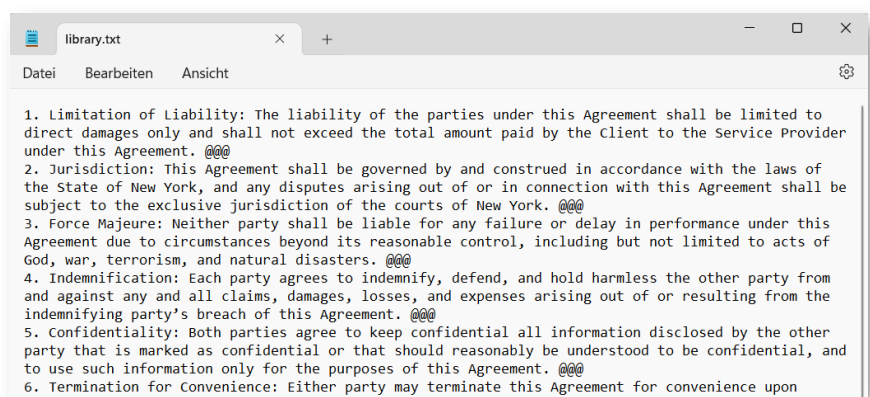 library.txt
Datei Bearbeiten Ansicht
1. Limitation of Liability: The liability of the parties under this Agreement shall be limited to
direct damages only and shall not exceed the total amount paid by the Client to the Service Provider
under this Agreement. @@@
2. Jurisdiction: This Agreement shall be governed by and construed in accordance with the laws of
the State of New York, and any disputes arising out of or in connection with this Agreement shall be
subject to the exclusive jurisdiction of the courts of New York. @@@
3. Force Majeure: Neither party shall be liable for any failure or delay in performance under this
Agreement due to circumstances beyond its reasonable control, including but not limited to acts of
God, war, terrorism, and natural disasters. @@@
4. Indemnification: Each party agrees to indemnify, defend, and hold harmless the other party from
and against any and all claims, damages, losses, and expenses arising out of or resulting from the
indemnifying party’s breach of this Agreement. @@@
5. Confidentiality: Both parties agree to keep confidential all information disclosed by the other
party that is marked as confidential or that should reasonably be understood to be confidential, and
to use such information only for the purposes of this Agreement. @@@
6. Termination for Convenience: Either party may terminate this Agreement for convenience upon